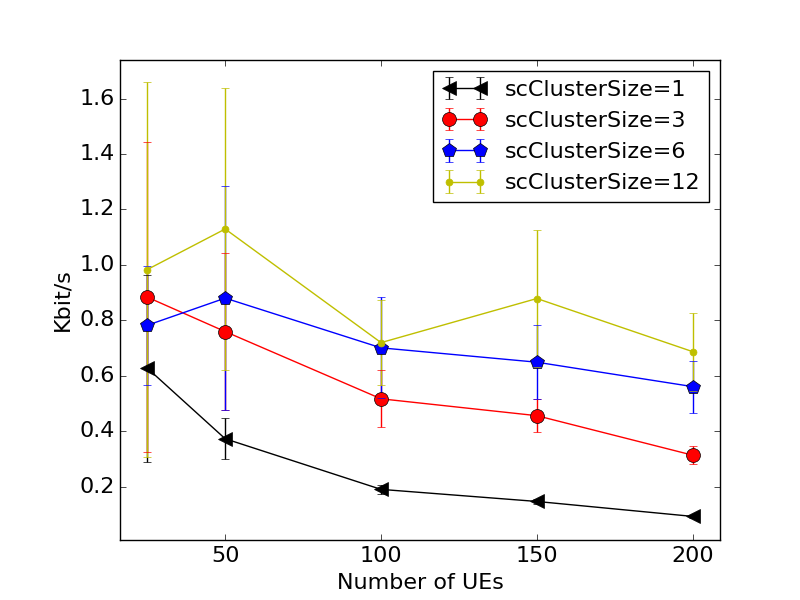 1.6
1.4
1.2
1.0
0.8
0.6
0.4
0.2
Kbit/s
50 100 150 200
Number of UEs
scClusterSize=1
scClusterSize=3
scClusterSize=6
scClusterSize=12